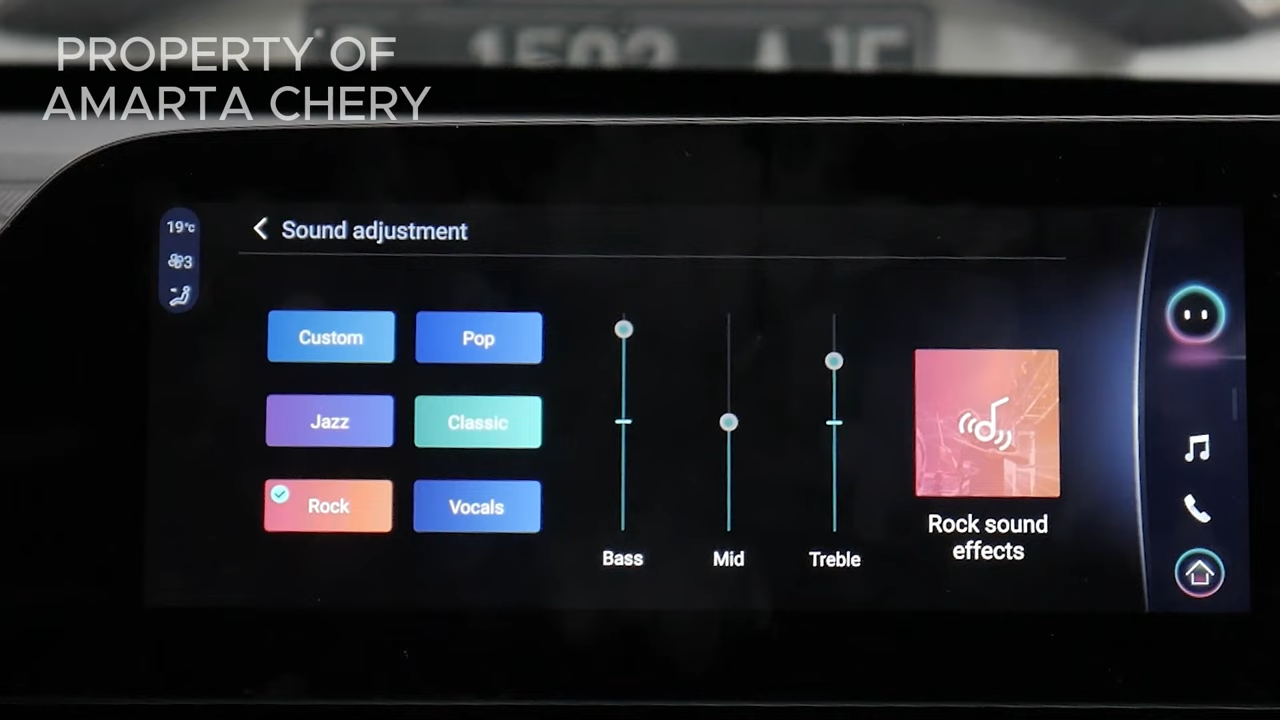 PROPERTY OF
AMARTA CHERY
19°c
3
Sound adjustment
Custom
Pop
Jazz
Classic
Rock
Vocals
Bass
Mid
Treble
Rock sound
effects